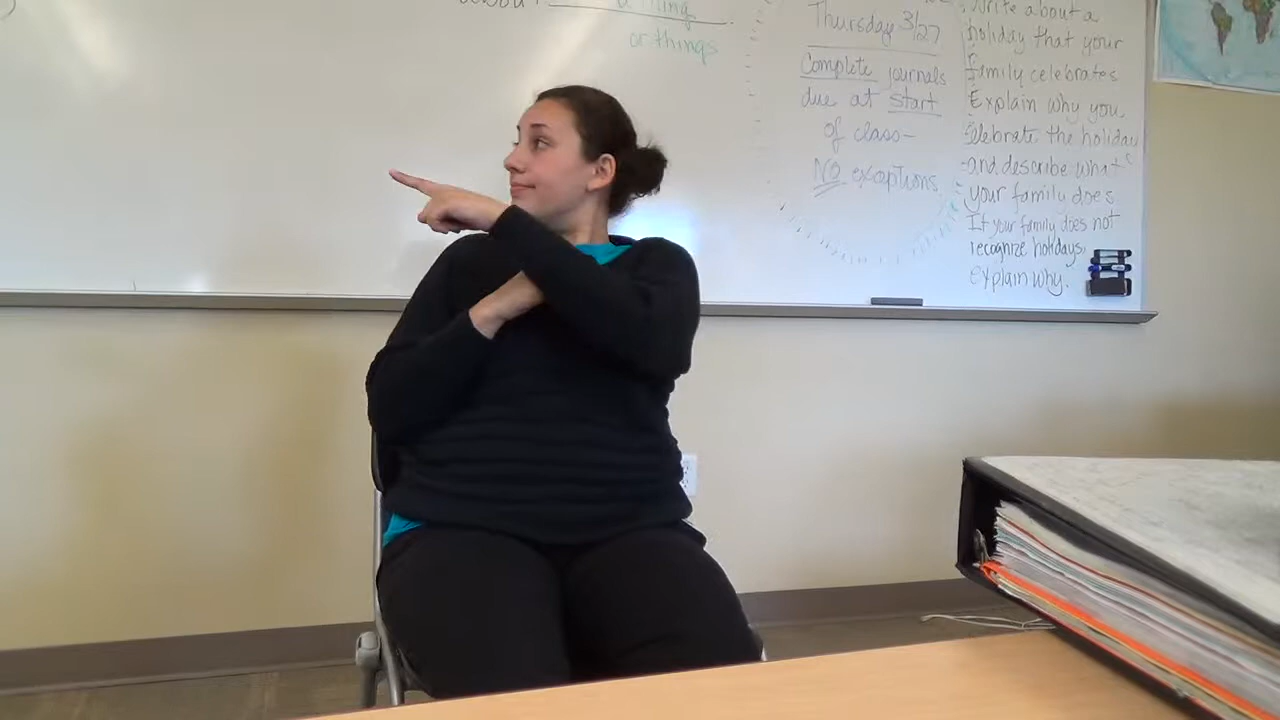 a thing
or things
Thursday 3/27
Complete journals
due at start
of class-
NO exceptions
Write about a
holiday that your
family celebrates
Explain why you
celebrate the holiday
and describe what
your family does
If your family does not
recognize holidays,
explain why.